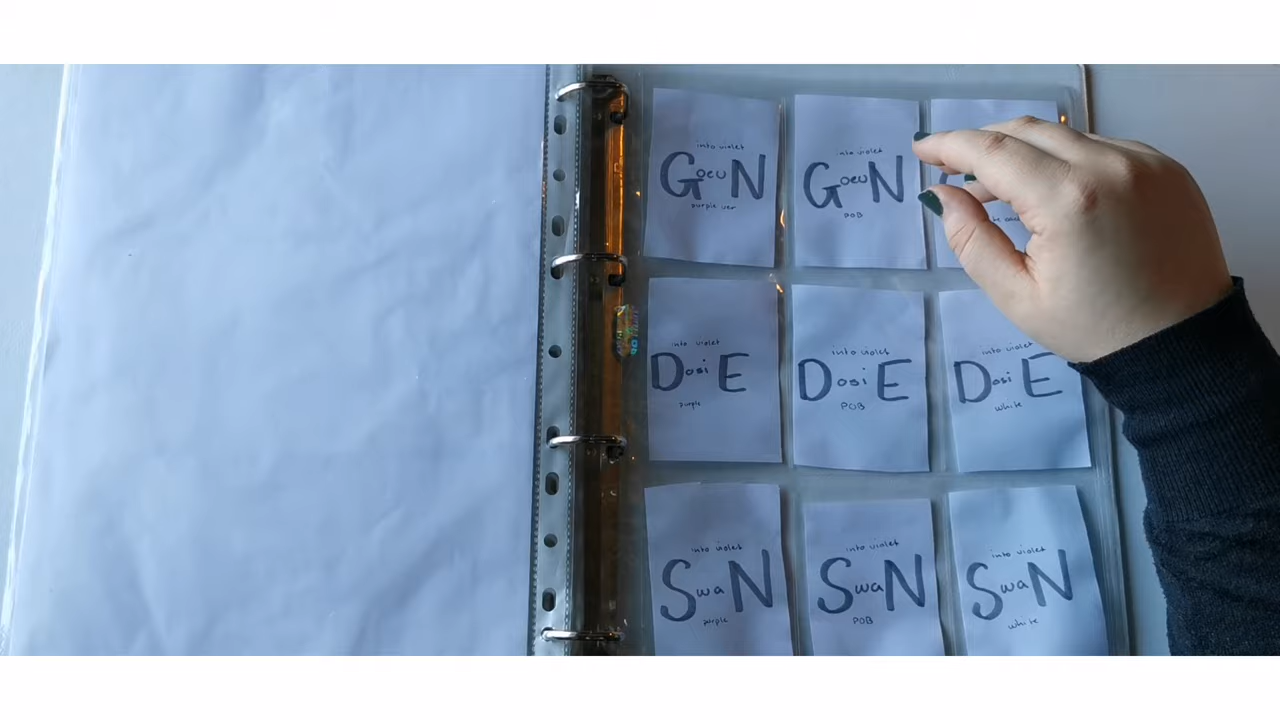 into violet
GoeuN
purple ver
into violet
GoeuN
POB
G
into violet
DosiE
purple
into violet
DosiE
POB
into violet
DosiE
white
into violet
SwaN
purple
into violet
SwaN
POB
into violet
SwaN
white